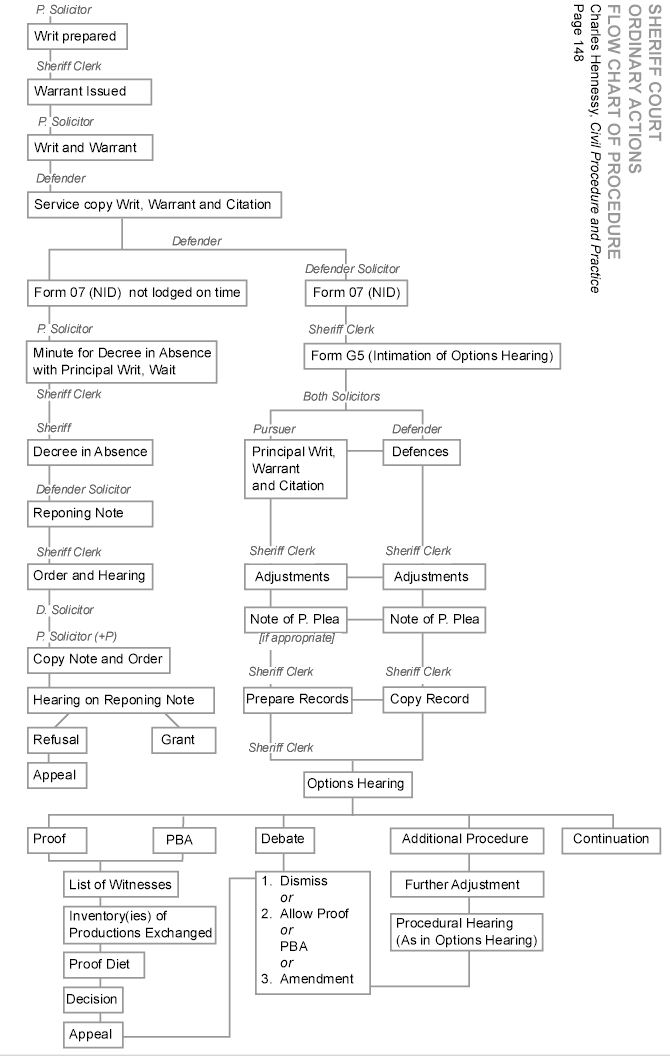 SHERIFF COURT
ORDINARY ACTIONS
FLOW CHART OF PROCEDURE
Charles Hennessy, Civil Procedure and Practice
Page 148
P. Solicitor
Writ prepared
Sheriff Clerk
Warrant Issued
P. Solicitor
Writ and Warrant
Defender
Service copy Writ, Warrant and Citation
Defender
Form 07 (NID) not lodged on time
P. Solicitor
Minute for Decree in Absence
with Principal Writ, Wait
Sheriff Clerk
Sheriff
Decree in Absence
Defender Solicitor
Reponing Note
Sheriff Clerk
Order and Hearing
D. Solicitor
P. Solicitor (+P)
Copy Note and Order
Hearing on Reponing Note
Refusal
Grant
Appeal
Defender Solicitor
Form 07 (NID)
Sheriff Clerk
Form G5 (Intimation of Options Hearing)
Both Solicitors
Pursuer
Defender
Principal Writ,
Warrant
and Citation
Defences
Sheriff Clerk
Sheriff Clerk
Adjustments
Adjustments
Note of P. Plea
Note of P. Plea
[if appropriate]
Sheriff Clerk
Sheriff Clerk
Prepare Records
Copy Record
Sheriff Clerk
Options Hearing
Proof
PBA
Debate
Additional Procedure
Continuation
List of Witnesses
Inventory(ies) of
Productions Exchanged
Proof Diet
Decision
Appeal
1. Dismiss
or
2. Allow Proof
or
PBA
or
3. Amendment
Further Adjustment
Procedural Hearing
(As in Options Hearing)